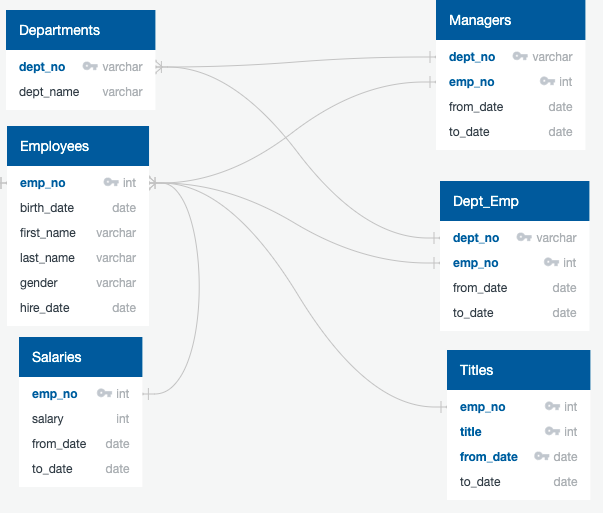 Departments
dept_no varchar
dept_name varchar
Employees
emp_no int
birth_date date
first_name varchar
last_name varchar
gender varchar
hire_date date
Salaries
emp_no int
salary int
from_date date
to_date date
Managers
dept_no varchar
emp_no int
from_date date
to_date date
Dept_Emp
dept_no varchar
emp_no int
from_date date
to_date date
Titles
emp_no int
title int
from_date date
to_date date